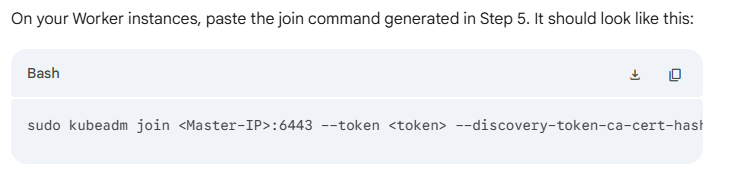 On your Worker instances, paste the join command generated in Step 5. It should look like this:
Bash
sudo kubeadm join <Master-IP>:6443 --token <token> --discovery-token-ca-cert-hash